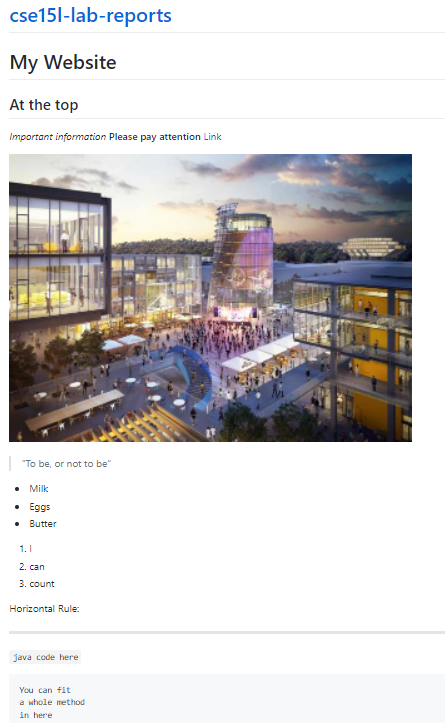 cse15l-lab-reports
My Website
At the top
Important information Please pay attention Link
"To be, or not to be"
Milk
Eggs
Butter
1. I
2. can
3. count
Horizontal Rule:
java code here
You can fit
a whole method
in here